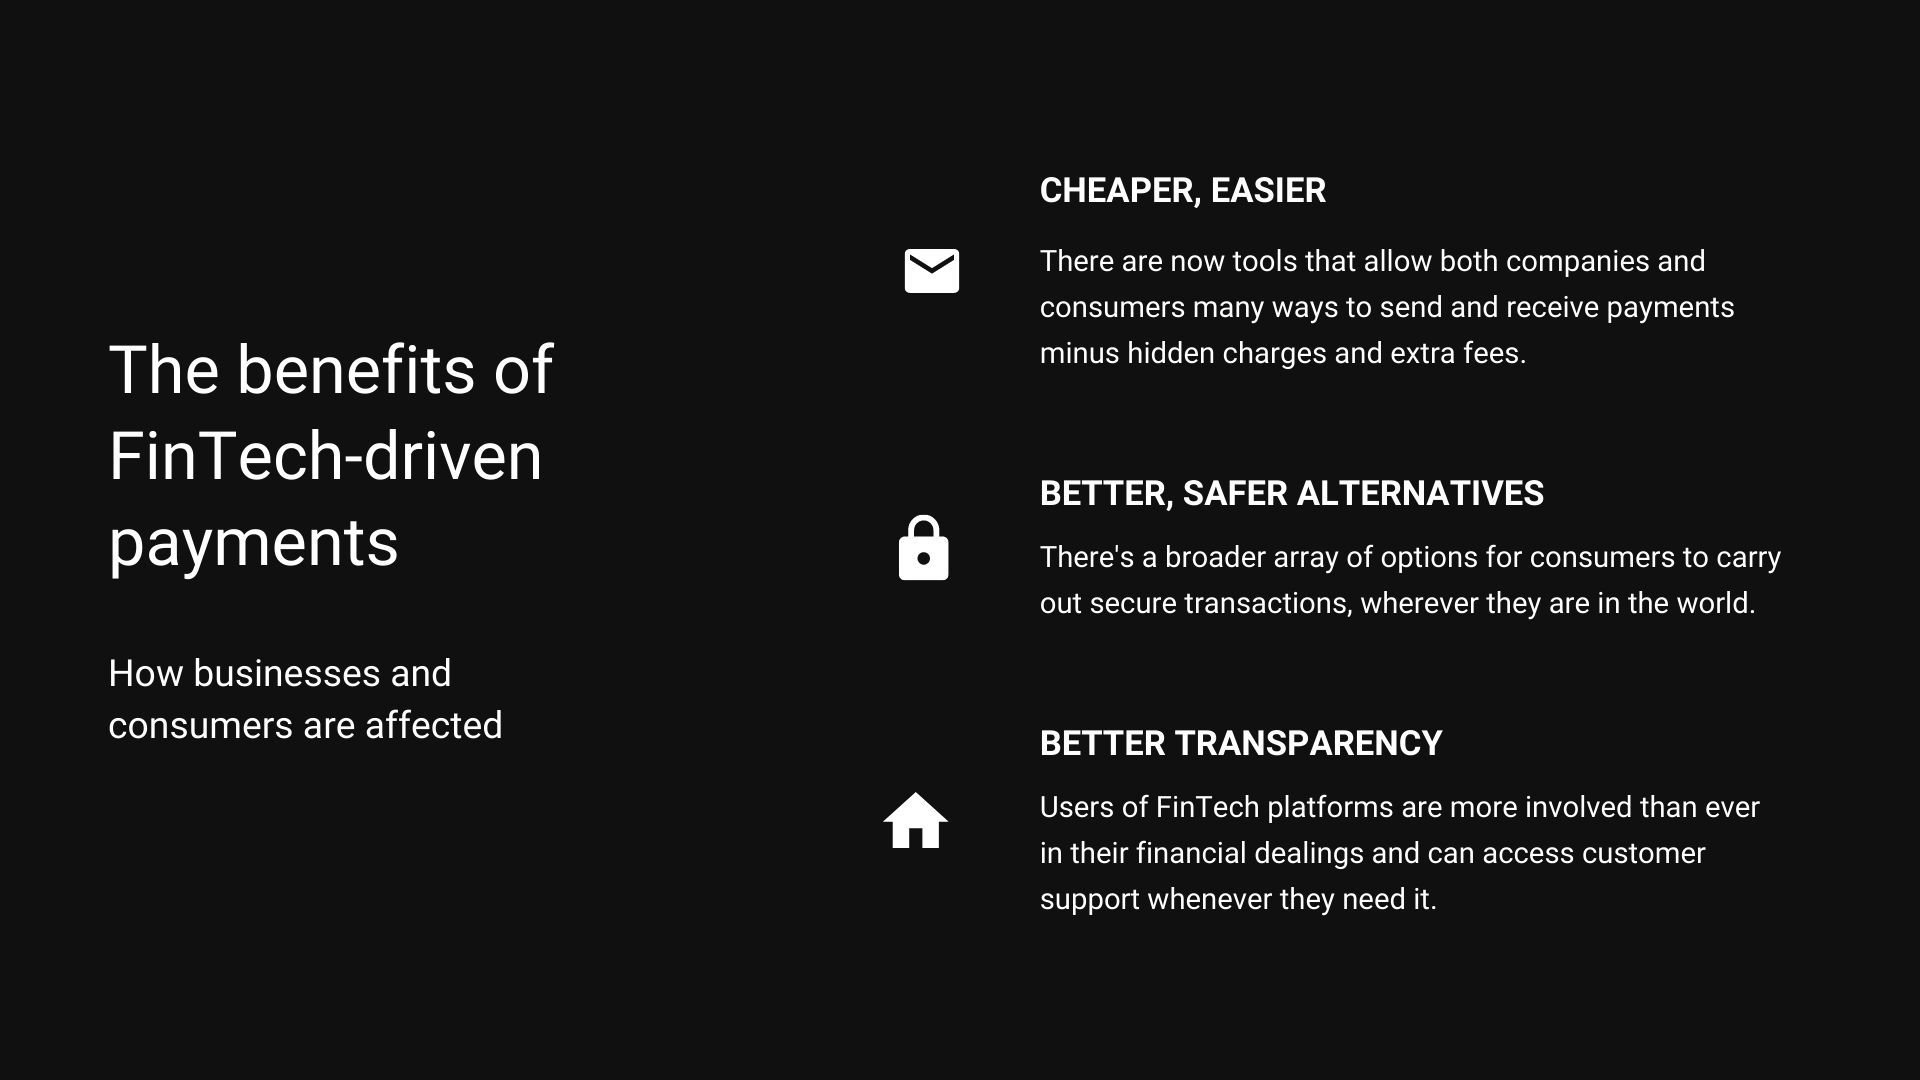 The benefits of
FinTech-driven
payments
How businesses and
consumers are affected
CHEAPER, EASIER
There are now tools that allow both companies and
consumers many ways to send and receive payments
minus hidden charges and extra fees.
BETTER, SAFER ALTERNATIVES
There's a broader array of options for consumers to carry
out secure transactions, wherever they are in the world.
BETTER TRANSPARENCY
Users of FinTech platforms are more involved than ever
in their financial dealings and can access customer
support whenever they need it.